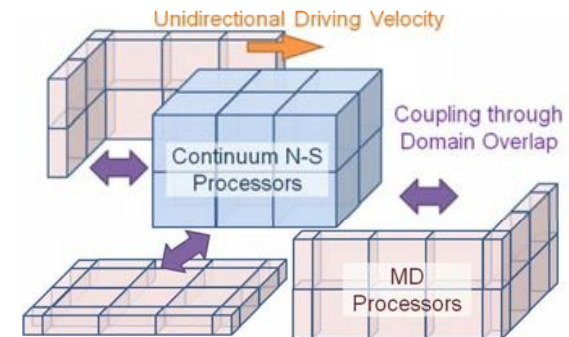 Unidirectional Driving Velocity
Coupling through
Domain Overlap
Continuum N-S
Processors
MD
Processors